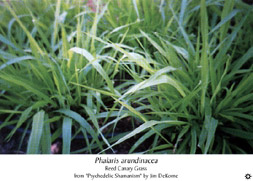 Phalaris arundinacea
Reed Canary Grass
from "Psychedelic Shamanism" by Jim DeKorne